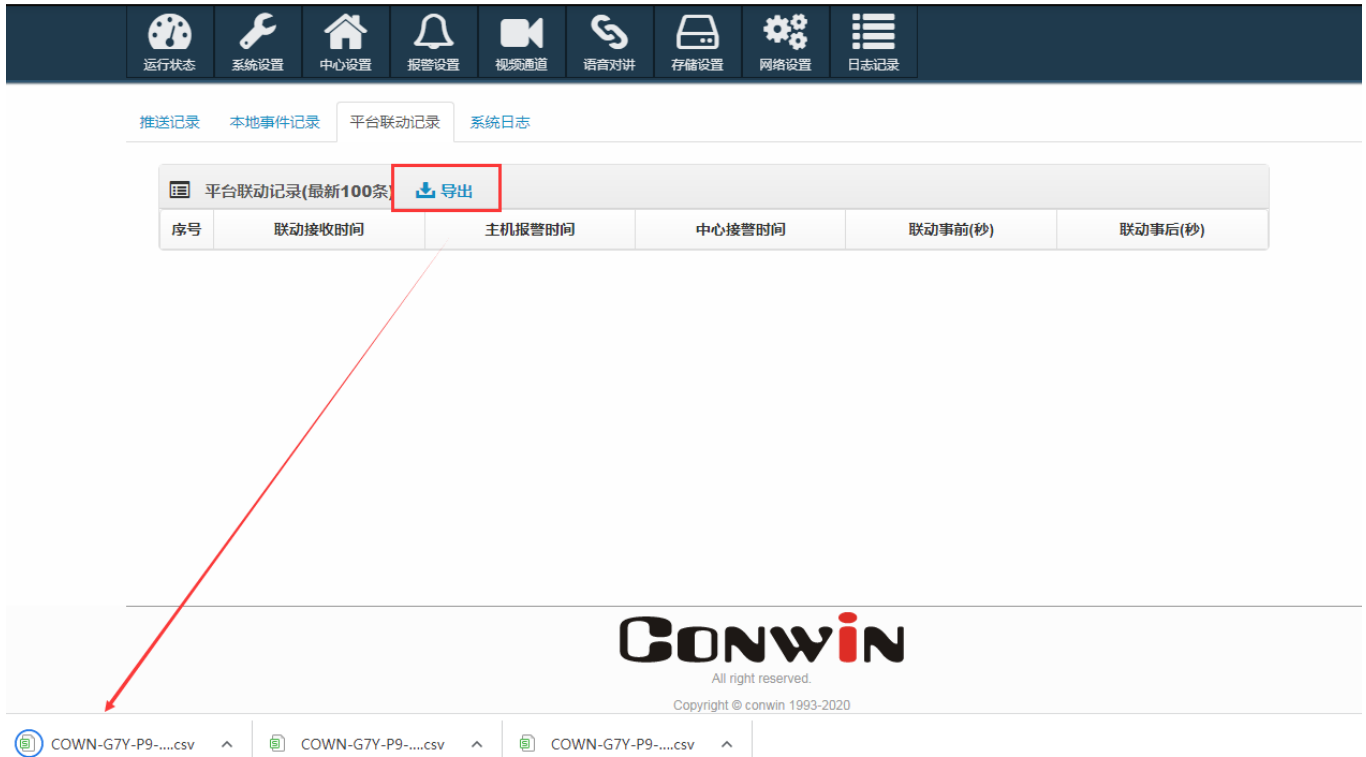 运行状态 系统设置 中心设置 报警设置 视频通道 语音对讲 存储设置 网络设置 日志记录
推送记录 本地事件记录 平台联动记录 系统日志
平台联动记录(最新100条) 导出
序号 联动接收时间 主机报警时间 中心接警时间 联动事前(秒) 联动事后(秒)
CONWiN
All right reserved.
Copyright © conwin 1993-2020
COWN-G7Y-P9-....csv COWN-G7Y-P9-....csv COWN-G7Y-P9-....csv